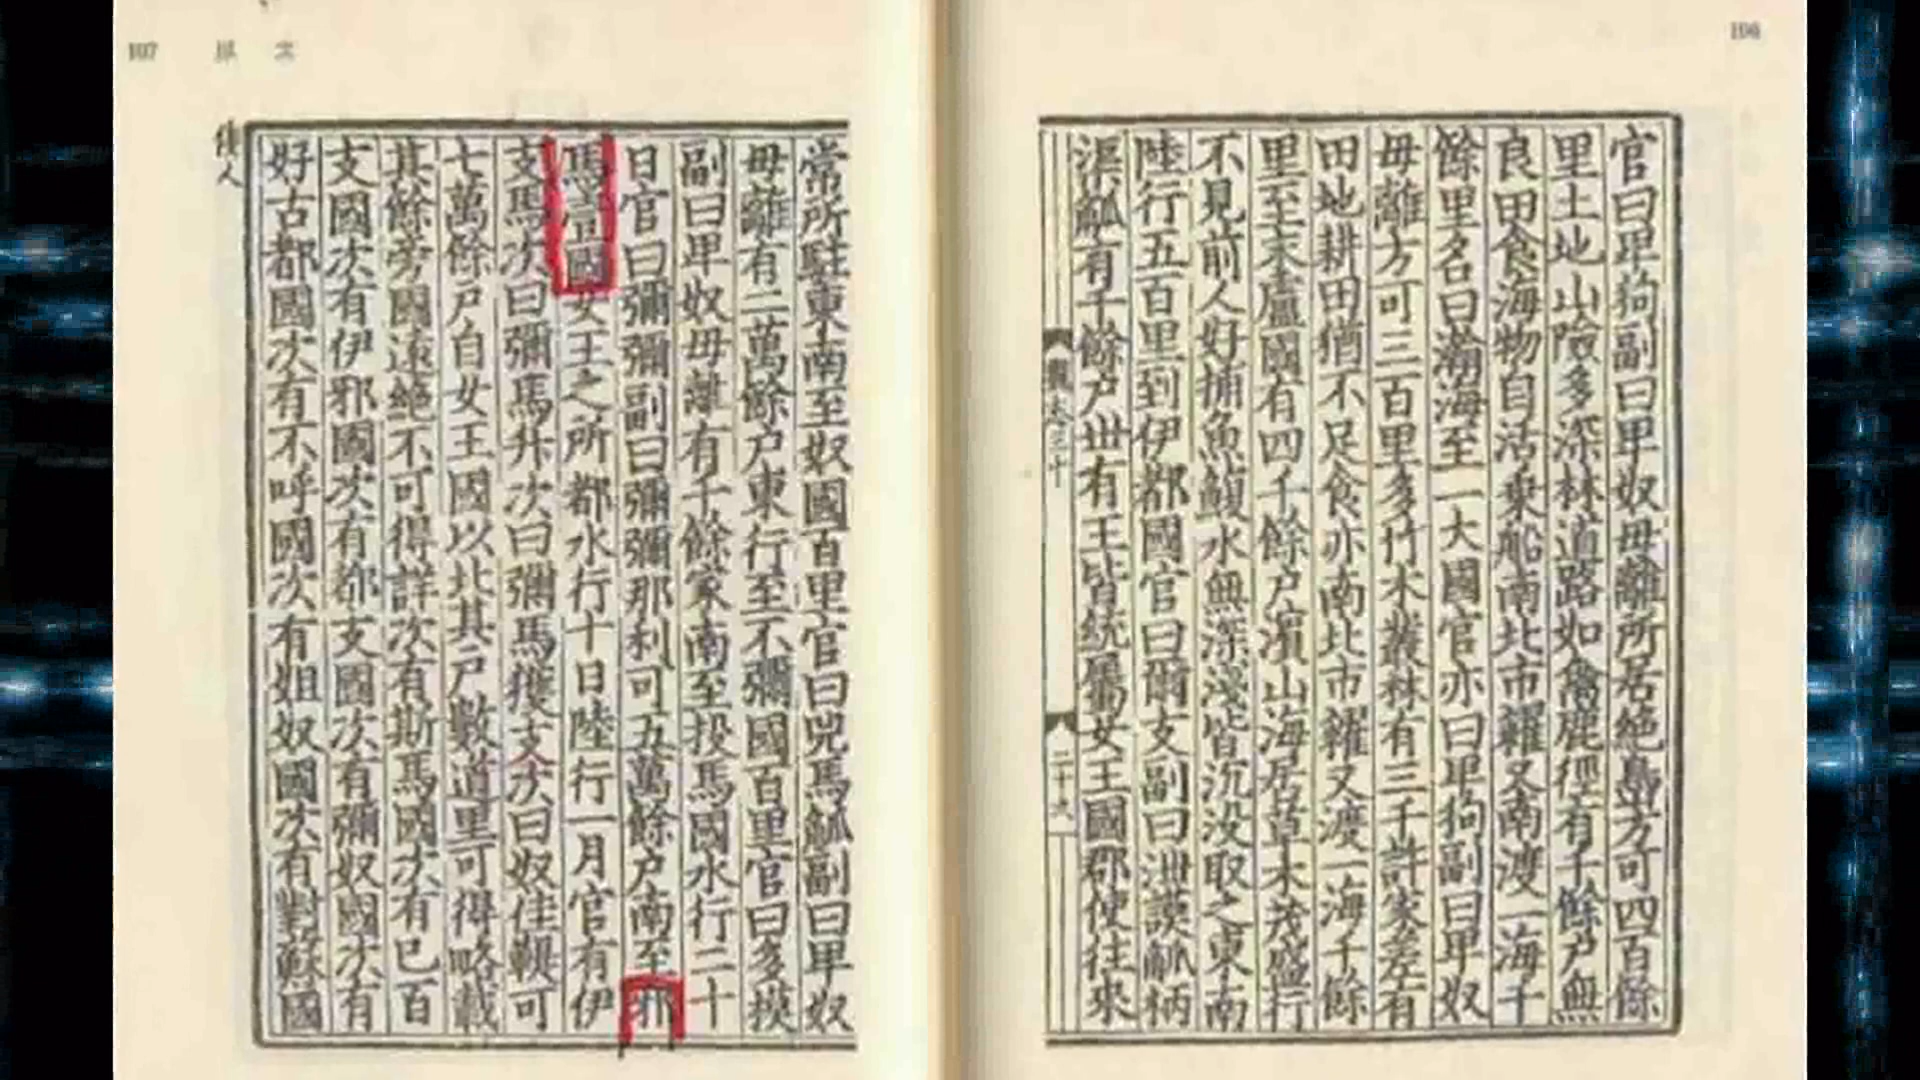 106
官曰卑狗副曰卑奴毋離所居絶島方可四百餘
里土地山險多深林道路如禽鹿徑有千餘戸無
良田食海物自活乗船南北市糴又南渡一海千
餘里名曰瀚海至一大國官亦曰卑狗副曰卑奴
毋離方可三百里多竹木叢林有三千許家差有
田地耕田猶不足食亦南北市糴又渡一海千餘
里至末盧國有四千餘戸濵山海居草木茂盛行
不見前人好捕魚鰒水無深淺皆沉没取之東南
陸行五百里到伊都國官曰爾支副曰泄謨觚柄
渠觚有千餘戸丗有王皆統屬女王國郡使往來
107
常所駐東南至奴國百里官曰兕馬觚副曰卑奴
毋離有二萬餘戸東行至不彌國百里官曰多模
副曰卑奴毋離有千餘家南至投馬國水行二十
日官曰彌彌副曰彌彌那利可五萬餘戸南至邪
馬壹國女王之所都水行十日陸行一月官有伊
支馬次曰彌馬升次曰彌馬獲支次曰奴佳鞮可
七萬餘戸自女王國以北其戸數道里可得略載
其餘旁國遠絶不可得詳次有斯馬國次有已百
支國次有伊邪國次有都支國次有彌奴國次有
好古都國次有不呼國次有姐奴國次有對蘇國
倭人